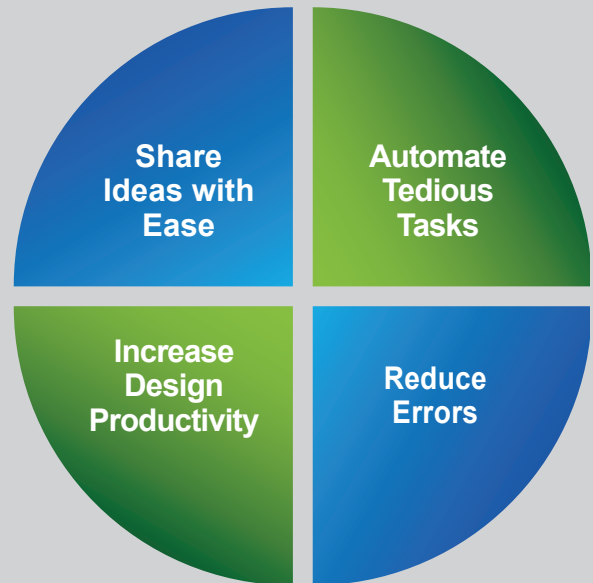 Share
Ideas with
Ease
Automate
Tedious
Tasks
Increase
Design
Productivity
Reduce
Errors